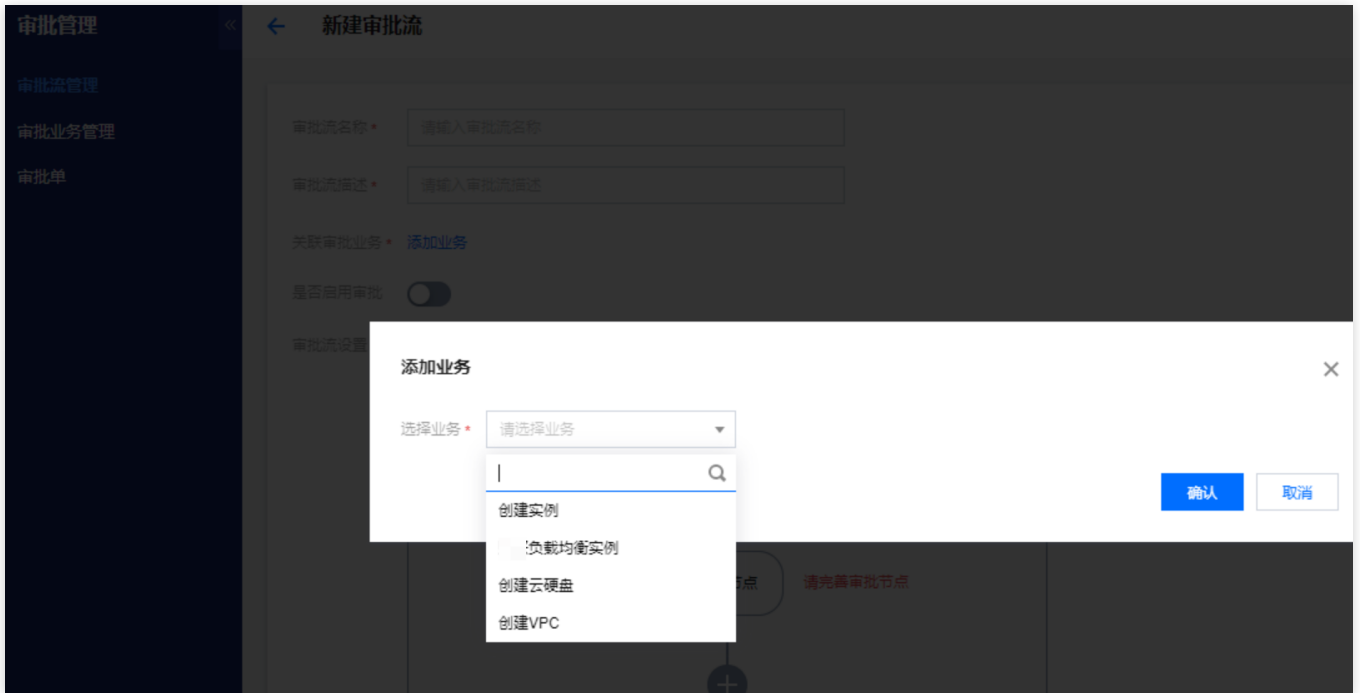 审批管理
«
新建审批流
审批流管理
审批业务管理
审批单
审批流名称*
请输入审批流名称
审批流描述*
请输入审批流描述
关联审批业务*
添加业务
是否启用审批
审批流设置
添加业务
选择业务*
请选择业务
创建实例
负载均衡实例
创建云硬盘
创建VPC
确认
取消
节点
请完善审批节点